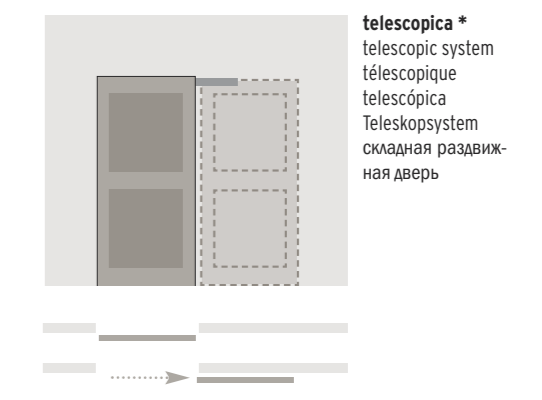 telescopica *
telescopic system
télescopique
telescópica
Teleskopsystem
складная раздвиж-
ная дверь